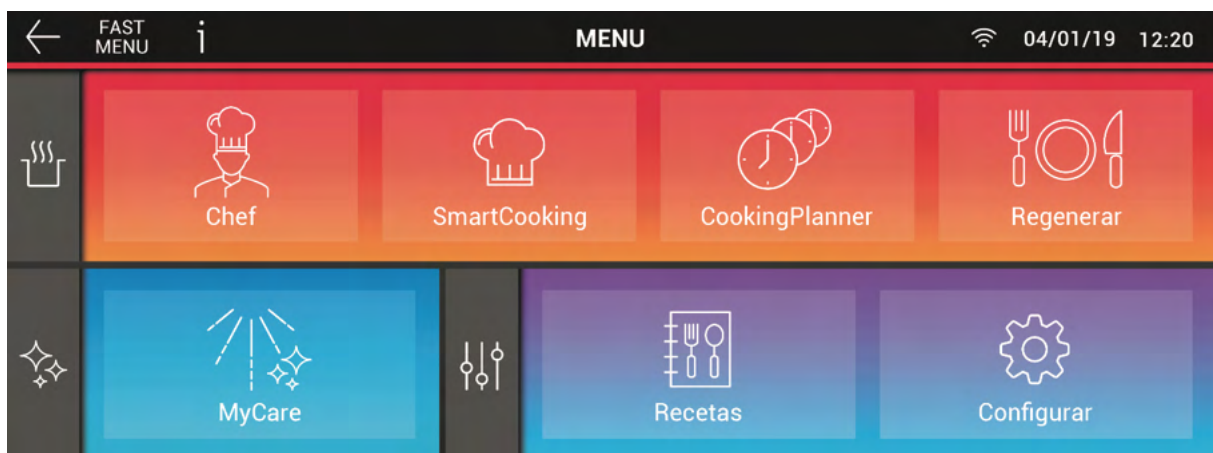 FAST
MENU
i
MENU
04/01/19 12:20
Chef
SmartCooking
CookingPlanner
Regenerar
MyCare
Recetas
Configurar